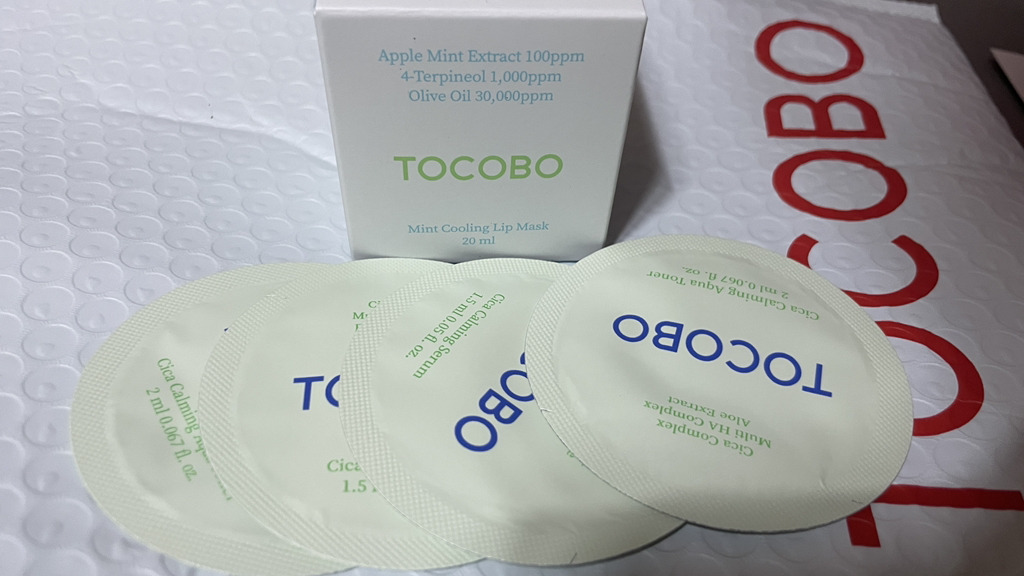 Apple Mint Extract 100ppm
4-Terpineol 1,000ppm
Olive Oil 30,000ppm
TOCOBO
Mint Cooling Lip Mask
20 ml
TOCOBO
Cica Calming
2 ml 0.067 fl. oz.
TO
Cica
1.5
Cica Calming Serum
1.5 ml 0.05 fl. oz.
COBO
Cica Calming Aqua Toner
2 ml 0.067 fl. oz.
TOCOBO
Cica Complex
Multi HA Complex
Aloe Extract